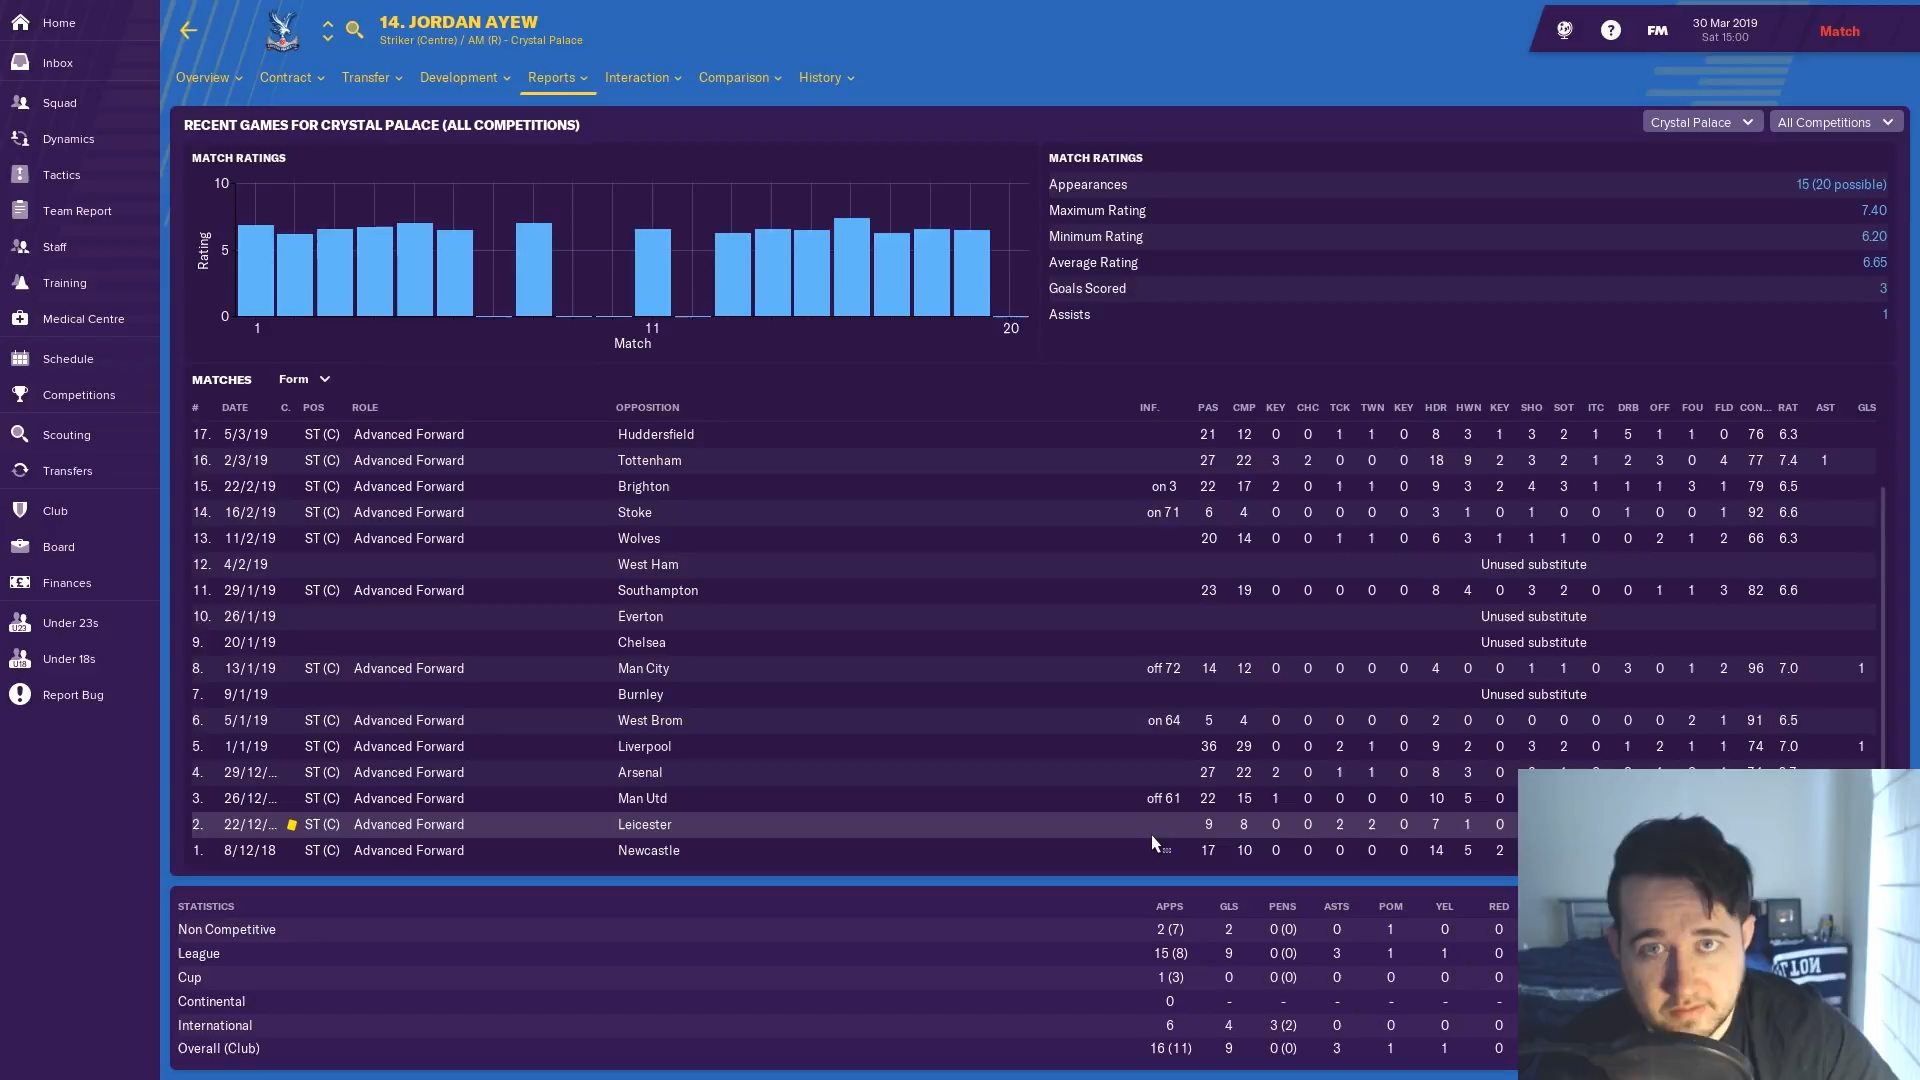 Home
Inbox
Squad
Dynamics
Tactics
Team Report
Staff
Training
Medical Centre
Schedule
Competitions
Scouting
Transfers
Club
Board
Finances
U23 Under 23s
U18 Under 18s
Report Bug
14. JORDAN AYEW
Striker (Centre) / AM (R) - Crystal Palace
FM
30 Mar 2019
Sat 15:00
Match
Overview Contract Transfer Development Reports Interaction Comparison History
RECENT GAMES FOR CRYSTAL PALACE (ALL COMPETITIONS)
Crystal Palace All Competitions
MATCH RATINGS
10
5
0
Rating
1 11 20
Match
MATCH RATINGS
Appearances 15 (20 possible)
Maximum Rating 7.40
Minimum Rating 6.20
Average Rating 6.65
Goals Scored 3
Assists 1
MATCHES Form
# DATE C. POS ROLE OPPOSITION INF. PAS CMP KEY CHC TCK TWN KEY HDR HWN KEY SHO SOT ITC DRB OFF FOU FLD CON... RAT AST GLS
17. 5/3/19 ST (C) Advanced Forward Huddersfield 21 12 0 0 1 1 0 8 3 1 3 2 1 5 1 1 0 76 6.3
16. 2/3/19 ST (C) Advanced Forward Tottenham 27 22 3 2 0 0 0 18 9 2 3 2 1 2 3 0 4 77 7.4 1
15. 22/2/19 ST (C) Advanced Forward Brighton on 3 22 17 2 0 1 1 0 9 3 2 4 3 1 1 1 3 1 79 6.5
14. 16/2/19 ST (C) Advanced Forward Stoke on 71 6 4 0 0 0 0 0 3 1 0 1 0 0 1 0 0 1 92 6.6
13. 11/2/19 ST (C) Advanced Forward Wolves 20 14 0 0 1 1 0 6 3 1 1 1 0 0 2 1 2 66 6.3
12. 4/2/19 West Ham Unused substitute
11. 29/1/19 ST (C) Advanced Forward Southampton 23 19 0 0 0 0 0 8 4 0 3 2 0 0 1 1 3 82 6.6
10. 26/1/19 Everton Unused substitute
9. 20/1/19 Chelsea Unused substitute
8. 13/1/19 ST (C) Advanced Forward Man City off 72 14 12 0 0 0 0 0 4 0 0 1 1 0 3 0 1 2 96 7.0 1
7. 9/1/19 Burnley Unused substitute
6. 5/1/19 ST (C) Advanced Forward West Brom on 64 5 4 0 0 0 0 0 2 0 0 0 0 0 0 0 2 1 91 6.5
5. 1/1/19 ST (C) Advanced Forward Liverpool 36 29 0 0 2 1 0 9 2 0 3 2 0 1 2 1 1 74 7.0 1
4. 29/12/... ST (C) Advanced Forward Arsenal 27 22 2 0 1 1 0 8 3 0
3. 26/12/... ST (C) Advanced Forward Man Utd off 61 22 15 1 0 0 0 0 10 5 0
2. 22/12/... ST (C) Advanced Forward Leicester 9 8 0 0 2 2 0 7 1 0
1. 8/12/18 ST (C) Advanced Forward Newcastle 17 10 0 0 0 0 0 14 5 2
STATISTICS APPS GLS PENS ASTS POM YEL RED
Non Competitive 2 (7) 2 0 (0) 0 1 0 0
League 15 (8) 9 0 (0) 3 1 1 0
Cup 1 (3) 0 0 (0) 0 0 0 0
Continental 0 - - - - - -
International 6 4 3 (2) 0 0 0 0
Overall (Club) 16 (11) 9 0 (0) 3 1 1 0